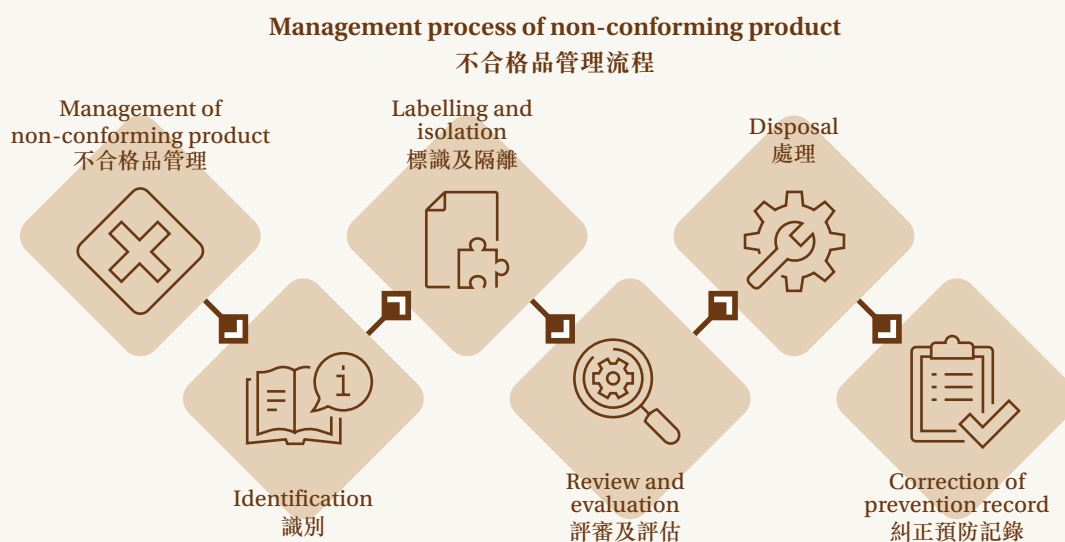 Management process of non-conforming product
不合格品管理流程
Management of
non-conforming product
不合格品管理
Identification
識別
Labelling and
isolation
標識及隔離
Review and
evaluation
評審及評估
Disposal
處理
Correction of
prevention record
糾正預防記錄
i